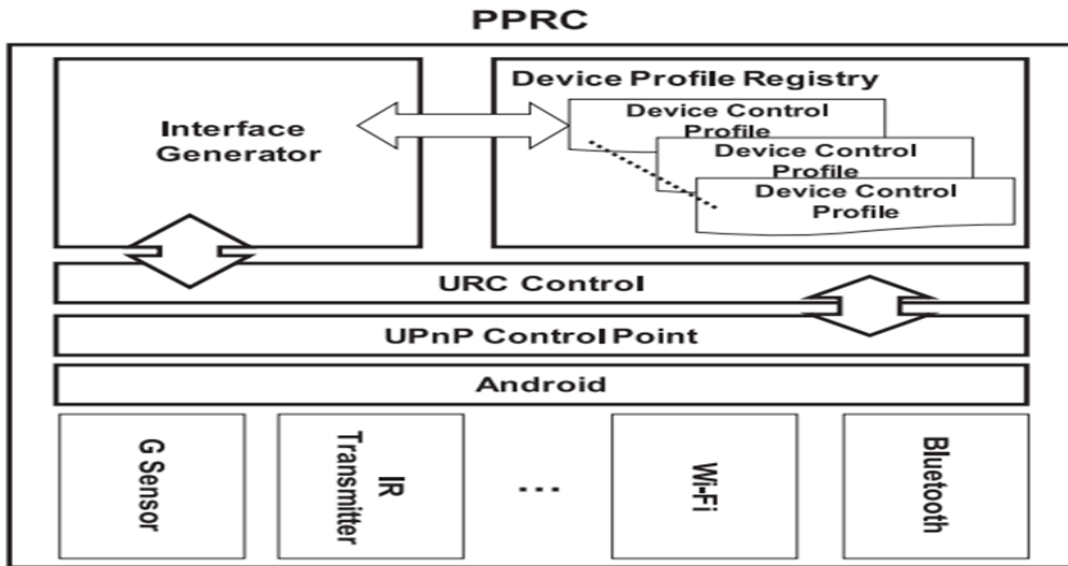 PPRC
Interface
Generator
Device Profile Registry
Device Control
Profile
Device Control
Profile
Device Control
Profile
URC Control
UPnP Control Point
Android
G Sensor
IR
Transmitter
...
Wi-Fi
Bluetooth